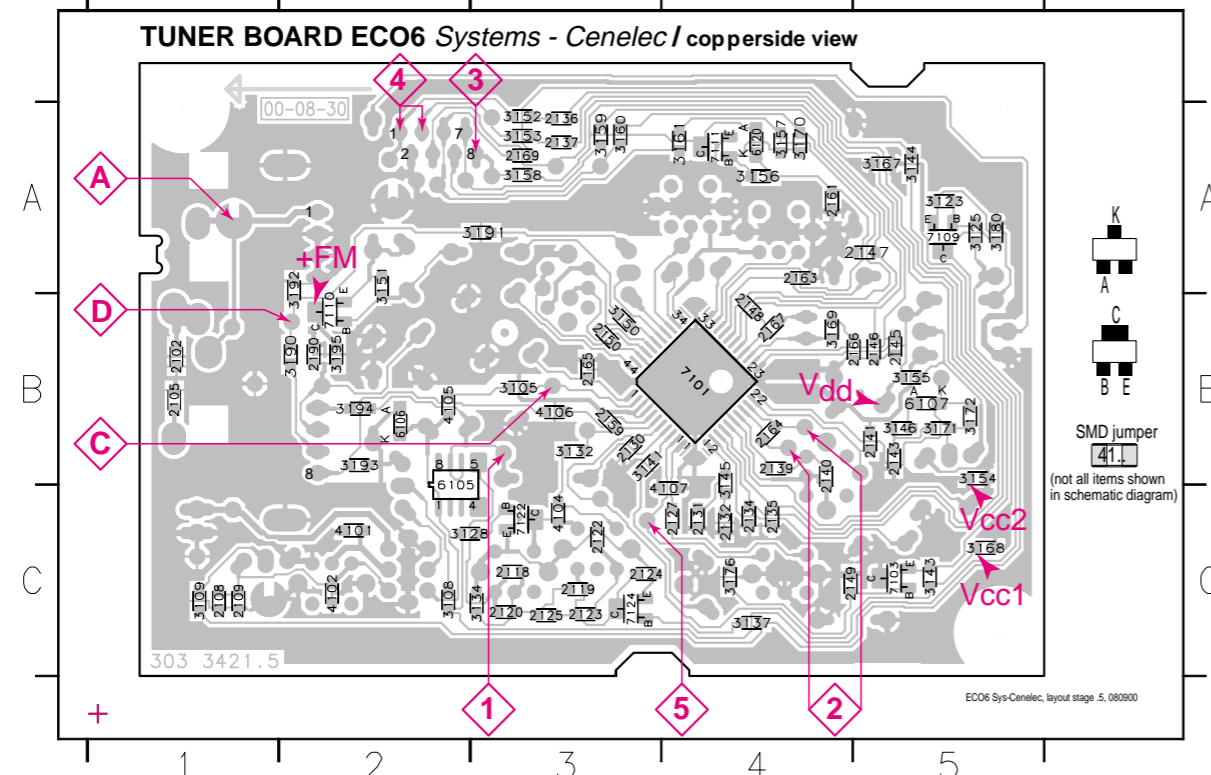 TUNER BOARD ECO6 Systems - Cenelec / copperside view
4 3
00-08-30
1 7
2 8
3152 2136
3153 2137
2169
3158
3159 3160
3161 C 7111 E B
A 6120 K
3157 3170
3156
3167 3144
2161
3123
E B
7109
C
3125 3180
A A
A
1
3191
+FM
2147
2163
K
A
3192 3151
D
7110 E C B
3190 2190 3195
2102
2105
3150
2150
2165
34 33
44 23
1 22
11 12
7101
2148
2167
3169
2166 2146 2145
C
B E
B B
3155
A K
6107
Vdd
3172
3105
4106
3194
A
6106
K
4105
C
2159
2130
3132
3141
2164
2139
2140
2141
3146 3171
2143
SMD jumper
41..
(not all items shown
in schematic diagram)
3193
8
8 5
6105
1 4
4107
3145
3154
Vcc2
4101
3128
B
7122 C
E
4104
2122
2127 2131 2132 2134 2135
3168
Vcc1
C C
3109 2108 2109
4102
3108 3134
2118
2119
2124
2120 2125 2123
C 7124 E B
3176
3137
2149
C 7103 E B
3143
303 3421.5
1 5 2
ECO6 Sys-Cenelec, layout stage .5, 080900
1 2 3 4 5